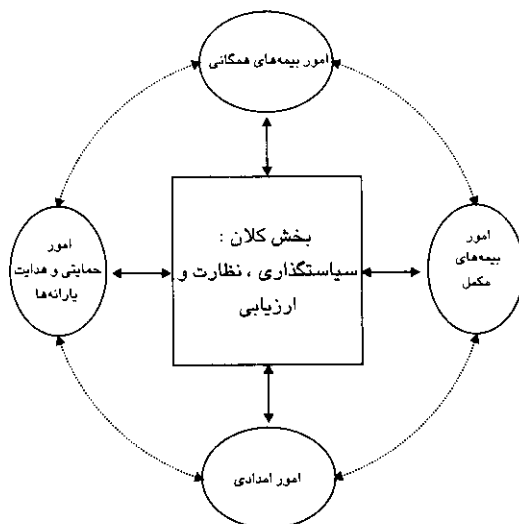 امور بیمه‌های همگانی
بخش کلان :
سیاستگذاری ، نظارت و
ارزیابی
امور
بیمه‌های
مکمل
امور
حمایتی و هدایت
یارانه‌ها
امور امدادی